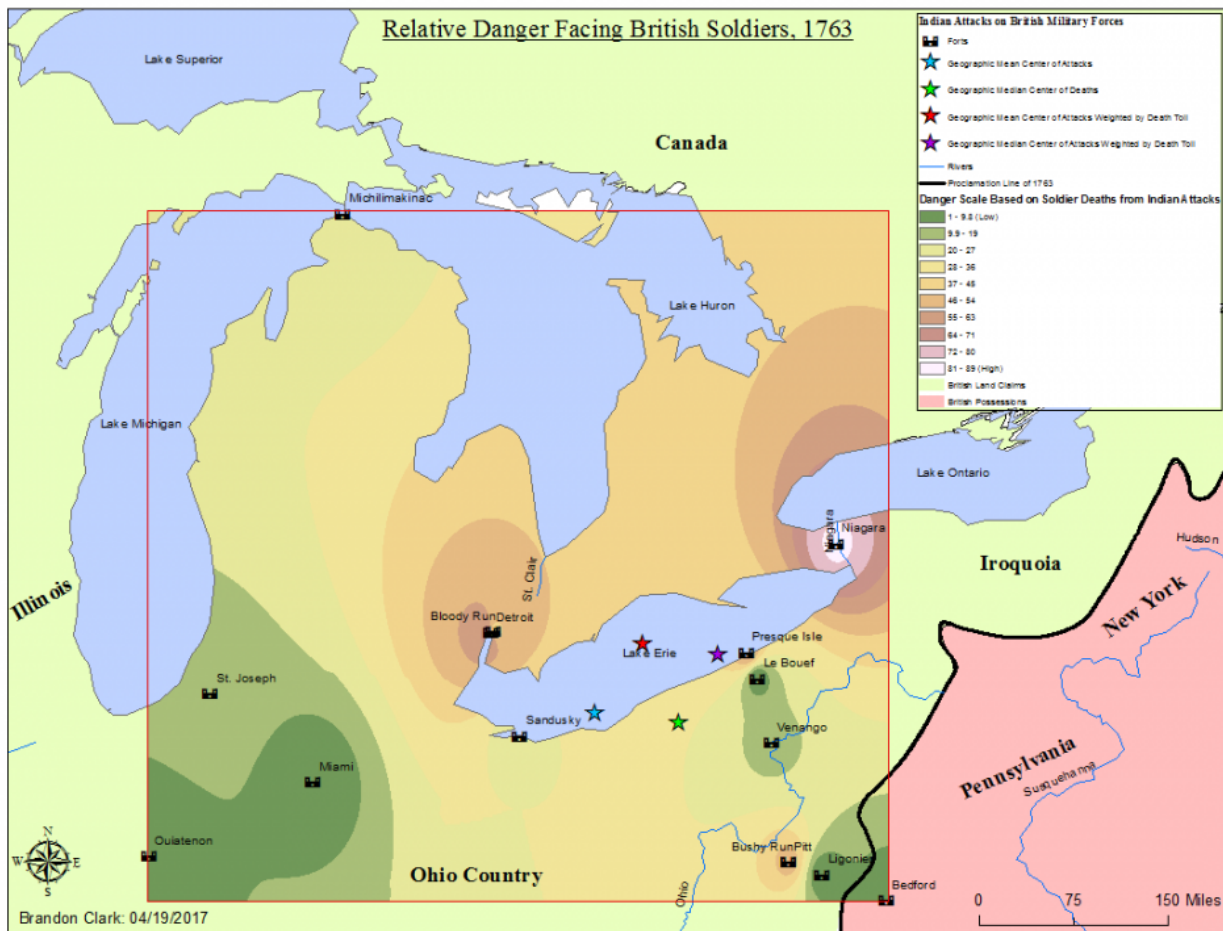 Relative Danger Facing British Soldiers, 1763
Indian Attacks on British Military Forces
Forts
Geographic Mean Center of Attacks
Geographic Median Center of Deaths
Geographic Mean Center of Attacks Weighted by Death Toll
Geographic Median Center of Attacks Weighted by Death Toll
Rivers
Proclamation Line of 1763
Danger Scale Based on Soldier Deaths from Indian Attacks
1 - 9.8 (Low)
9.9 - 19
20 - 27
28 - 36
37 - 45
46 - 54
55 - 63
64 - 71
72 - 80
81 - 89 (High)
British Land Claims
British Possessions
Lake Superior
Canada
Michilimakinac
Lake Huron
Lake Michigan
Lake Ontario
Niagara
Niagara
Hudson
Iroquoia
New York
Illinois
St. Clair
Bloody Run
Detroit
Lake Erie
Presque Isle
Le Bouef
St. Joseph
Sandusky
Venango
Pennsylvania
Susquehanna
Miami
Ouiatenon
Bushy Run
Pitt
Ligonier
Ohio Country
Ohio
Bedford
N
W
E
S
0 75 150 Miles
Brandon Clark: 04/19/2017